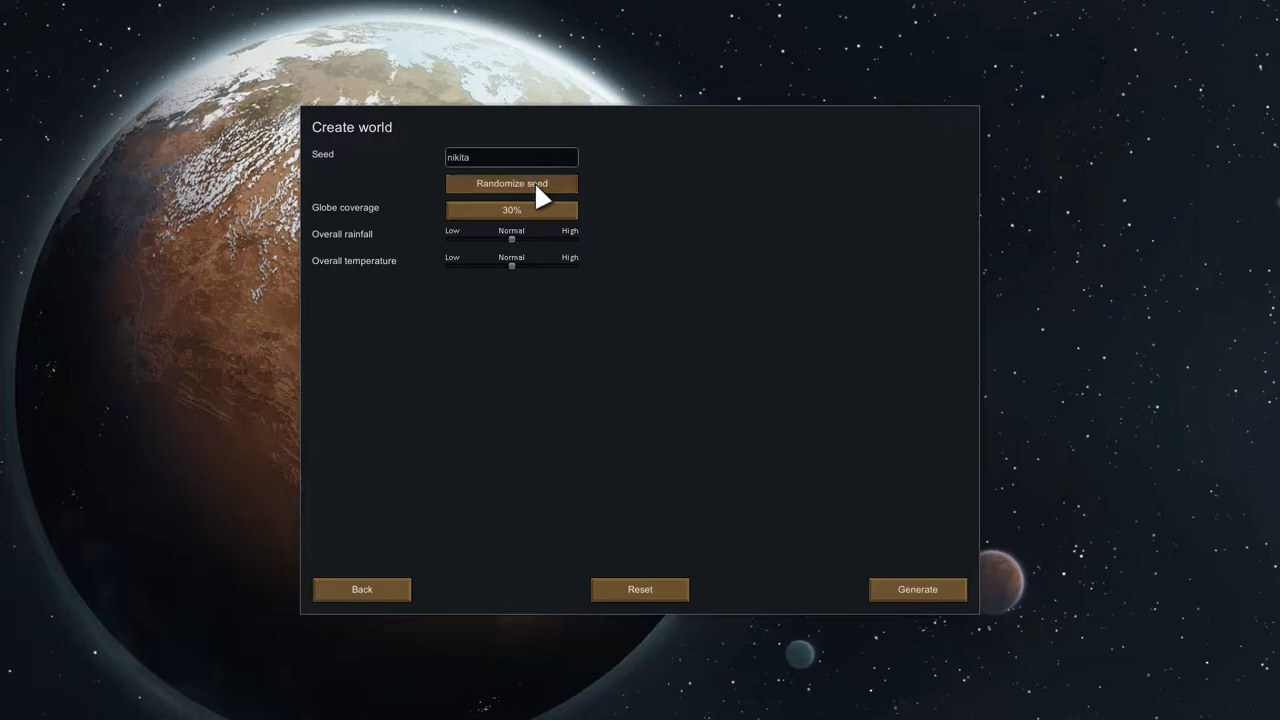 Create world
Seed
nikita
Randomize seed
Globe coverage
30%
Overall rainfall
Low Normal High
Overall temperature
Low Normal High
Back
Reset
Generate